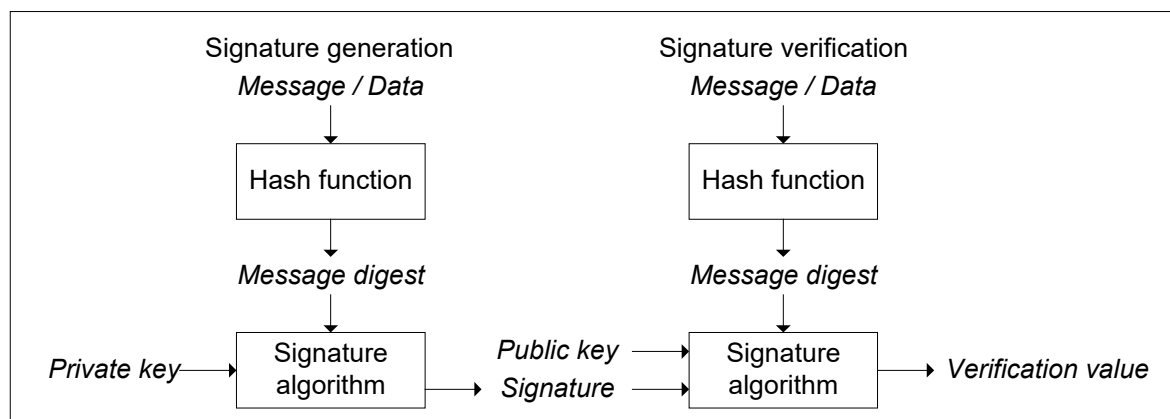 Signature generation
Message / Data
Hash function
Message digest
Private key
Signature
algorithm
Signature verification
Message / Data
Hash function
Message digest
Public key
Signature
Signature
algorithm
Verification value